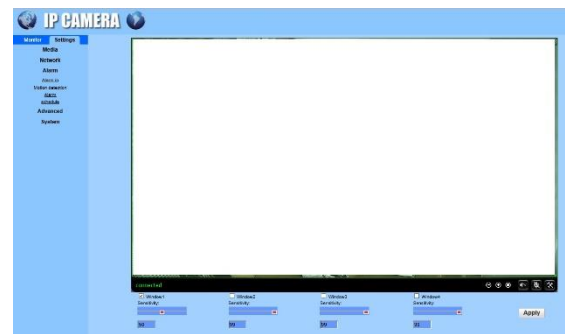 IP CAMERA
Monitor Settings
Media
Network
Alarm
Alarm in
Motion detection
Alarm
schedule
Advanced
System
connected
Window1 Window2 Window3 Window4
Sensitivity: Sensitivity: Sensitivity: Sensitivity:
Apply